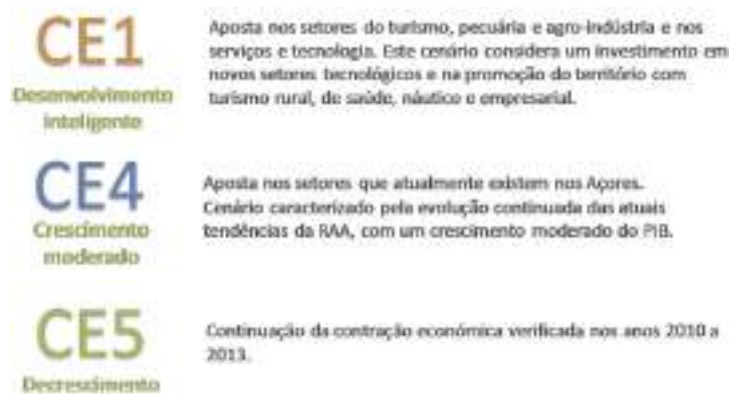 CE1
Desenvolvimento
inteligente
Aposta nos setores do turismo, pecuária e agro-indústria e nos
serviços e tecnologia. Este cenário considera um investimento em
novos setores tecnológicos e na promoção do território com
turismo rural, de saúde, náutico e empresarial.
CE4
Crescimento
moderado
Aposta nos setores que atualmente existem nos Açores.
Cenário caracterizado pela evolução continuada das atuais
tendências da RAA, com um crescimento moderado do PIB.
CE5
Decrescimento
Continuação da contração económica verificada nos anos 2010 a
2013.